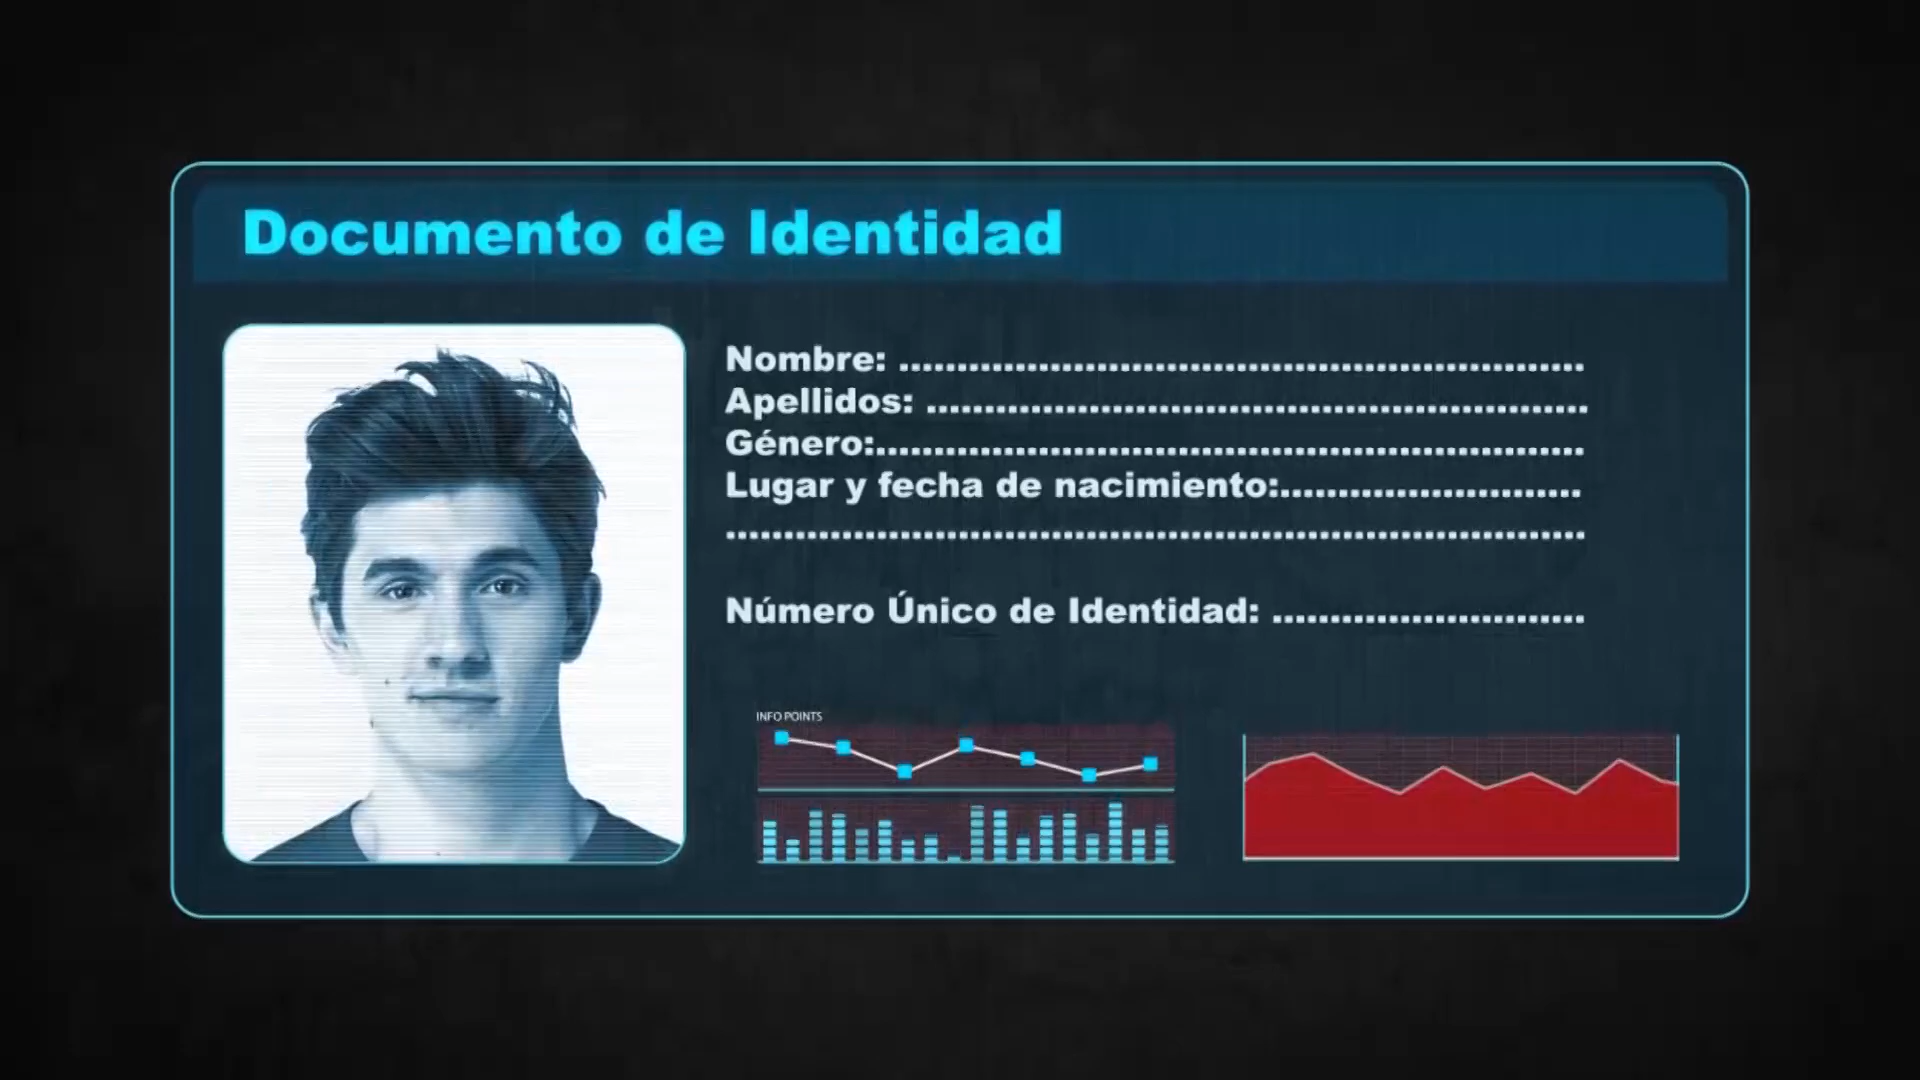 Documento de Identidad
Nombre: ..........................................................
Apellidos: ........................................................
Género:............................................................
Lugar y fecha de nacimiento:..........................
.........................................................................
Número Único de Identidad: ...........................
INFO POINTS